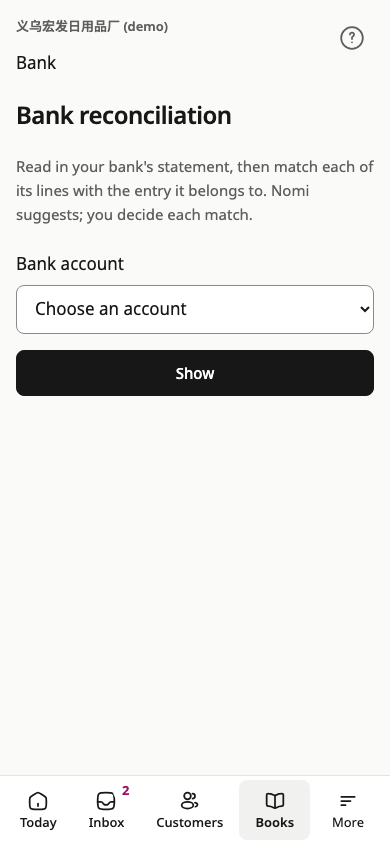 义乌宏发日用品厂 (demo)
Bank
Bank reconciliation
Read in your bank's statement, then match each of
its lines with the entry it belongs to. Nomi
suggests; you decide each match.
Bank account
Choose an account
Show
2
Today
Inbox
Customers
Books
More